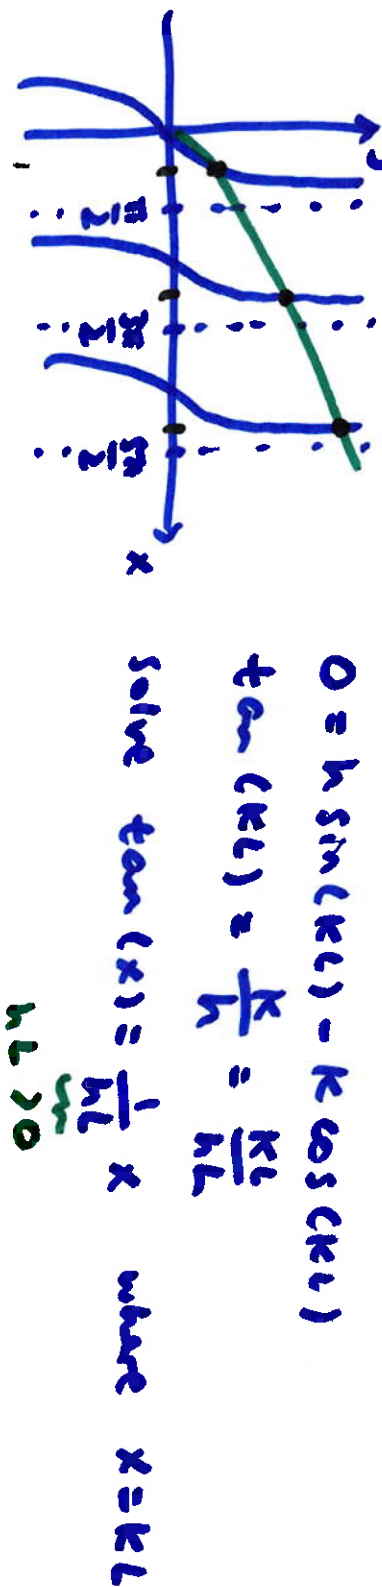 0 = h sin(KL) - K cos(KL)
tan(KL) = K/h = KL/hL
Solve tan(x) = 1/hL x where x = KL
hL > 0
y
x
π/2
3π/2
5π/2